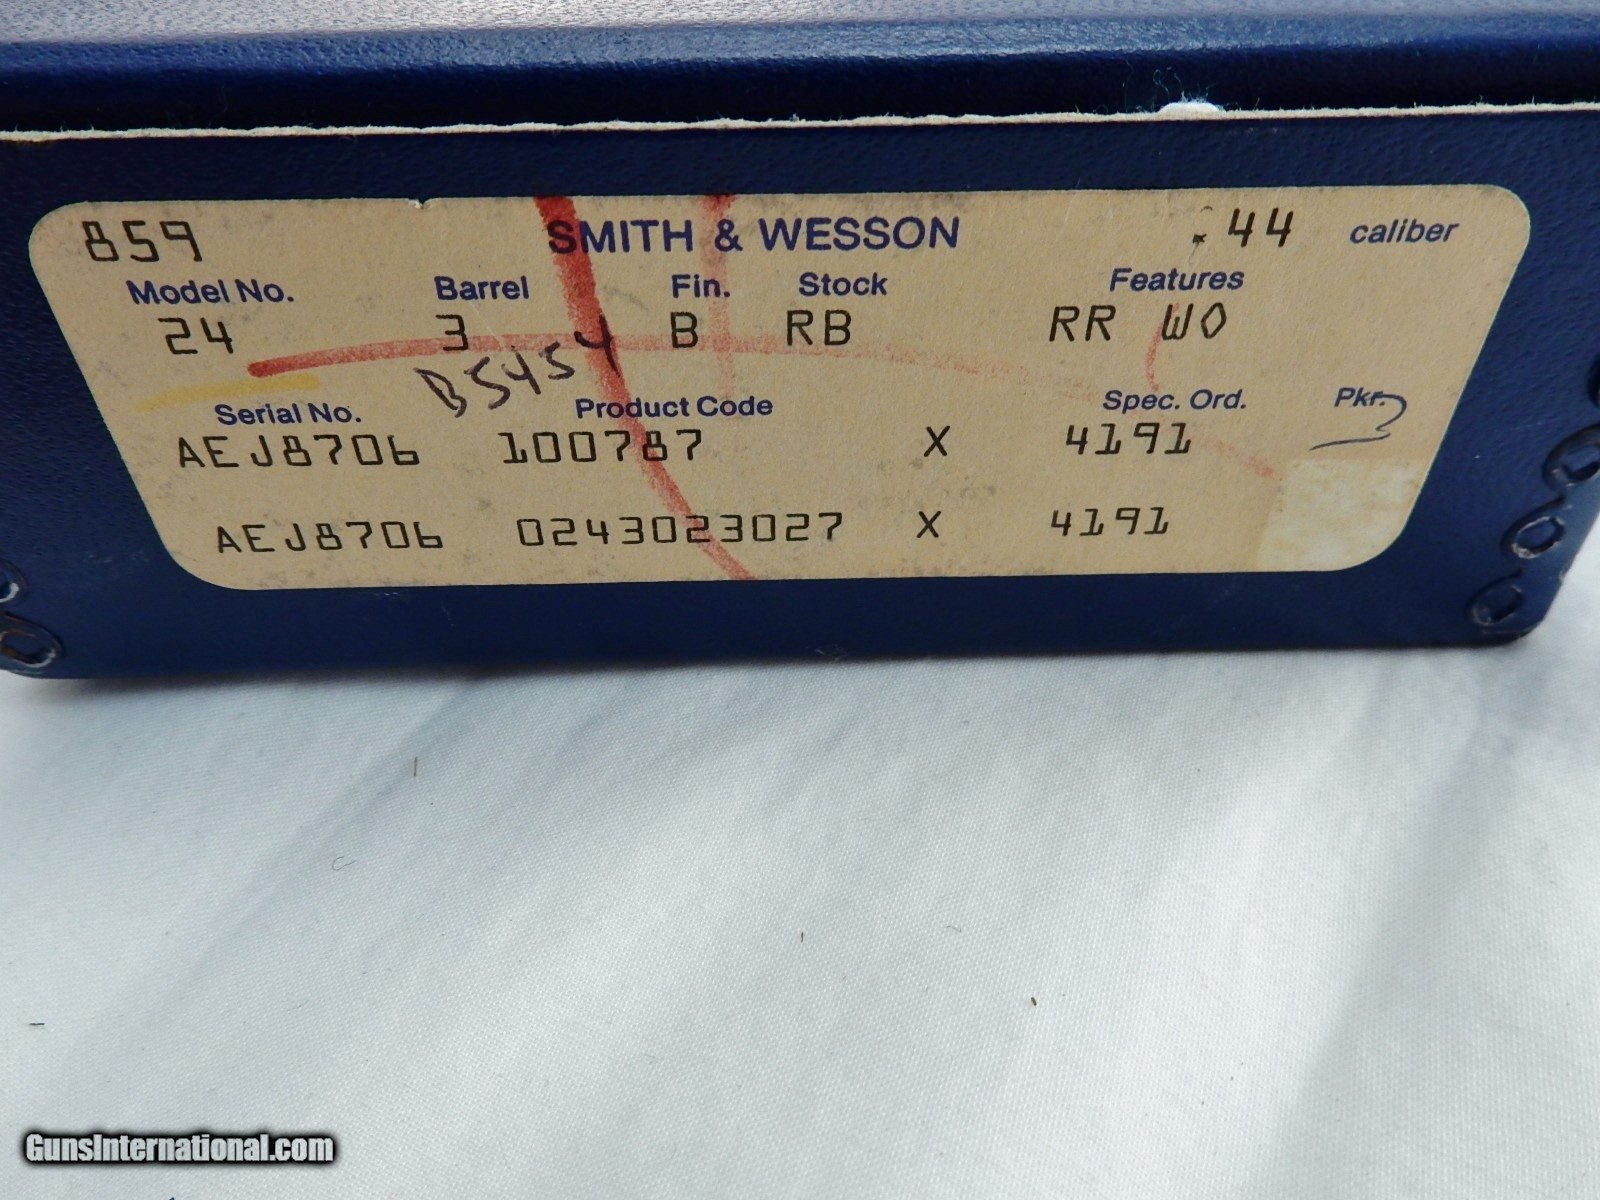 859 SMITH & WESSON .44 caliber
Model No. Barrel Fin. Stock Features
24 3 B RB RR WO
B5454
Serial No. Product Code Spec. Ord. Pkr.
AEJ8706 100787 X 4191 3
AEJ8706 0243023027 X 4191
GunsInternational.com